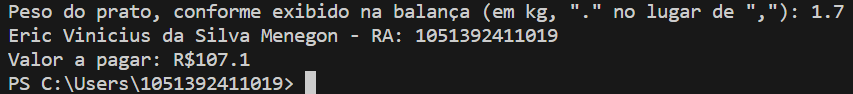 Peso do prato, conforme exibido na balança (em kg, "." no lugar de ","): 1.7
Eric Vinicius da Silva Menegon - RA: 1051392411019
Valor a pagar: R$107.1
PS C:\Users\1051392411019>